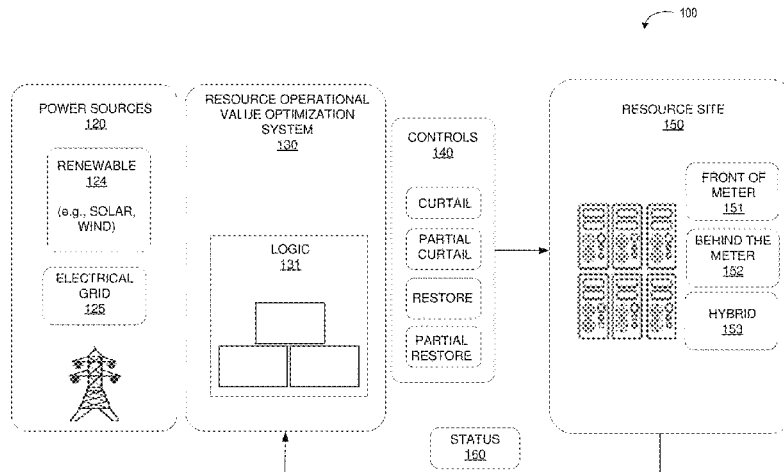 100
POWER SOURCES
120
RENEWABLE
124
(e.g., SOLAR,
WIND)
ELECTRICAL
GRID
125
RESOURCE OPERATIONAL
VALUE OPTIMIZATION
SYSTEM
130
LOGIC
131
CONTROLS
140
CURTAIL
PARTIAL
CURTAIL
RESTORE
PARTIAL
RESTORE
RESOURCE SITE
150
FRONT OF
METER
151
BEHIND THE
METER
152
HYBRID
153
STATUS
160